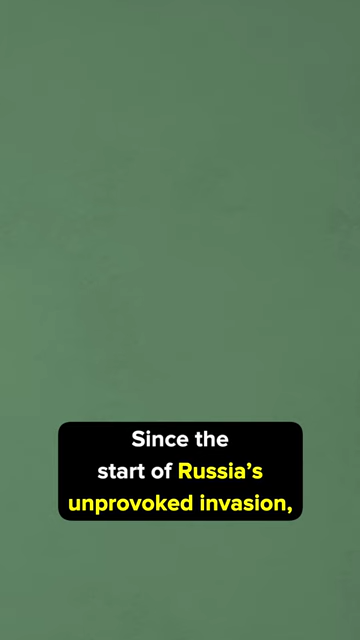 Since the
start of Russia’s
unprovoked invasion,